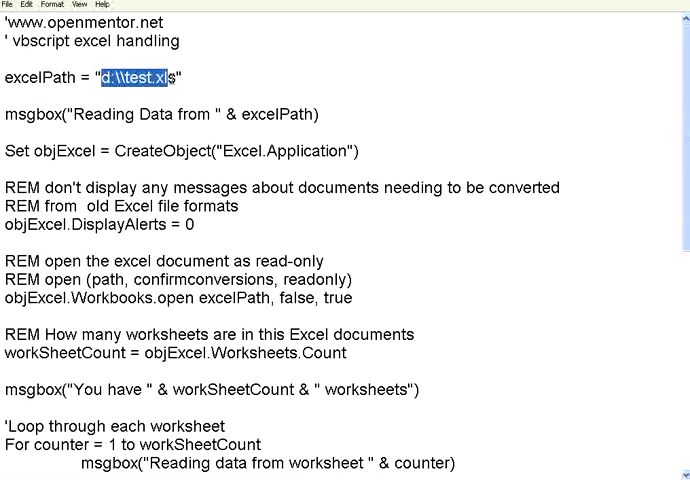 File Edit Format View Help
'www.openmentor.net
' vbscript excel handling
excelPath = "d:\\test.xls"
msgbox("Reading Data from " & excelPath)
Set objExcel = CreateObject("Excel.Application")
REM don't display any messages about documents needing to be converted
REM from  old Excel file formats
objExcel.DisplayAlerts = 0
REM open the excel document as read-only
REM open (path, confirmconversions, readonly)
objExcel.Workbooks.open excelPath, false, true
REM How many worksheets are in this Excel documents
workSheetCount = objExcel.Worksheets.Count
msgbox("You have " & workSheetCount & " worksheets")
'Loop through each worksheet
For counter = 1 to workSheetCount
msgbox("Reading data from worksheet " & counter)